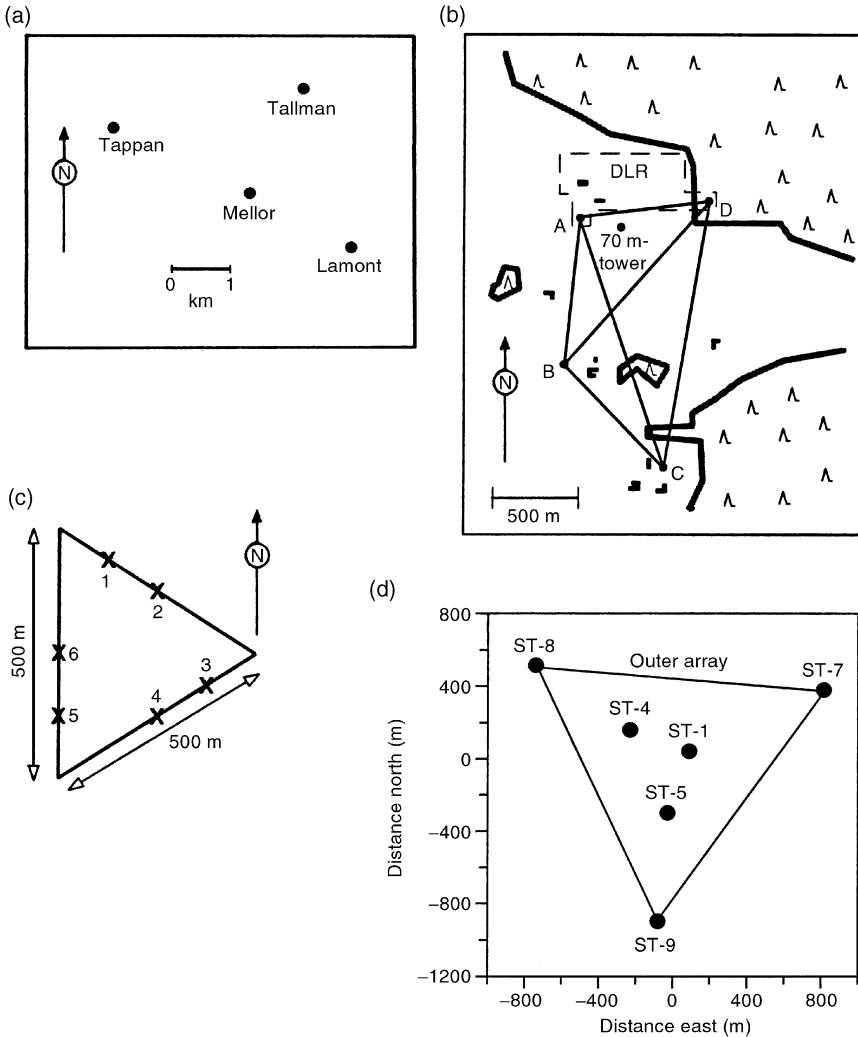 (a)
Tallman
Tappan
N
Mellor
Lamont
0 1
km
(b)
DLR
A
D
70 m-
tower
B
N
C
500 m
(c)
N
1
2
500 m
6
3
5
4
500 m
(d)
800
400
0
−400
−800
−1200
Distance north (m)
ST-8
Outer array
ST-7
ST-4
ST-1
ST-5
ST-9
−800 −400 0 400 800
Distance east (m)